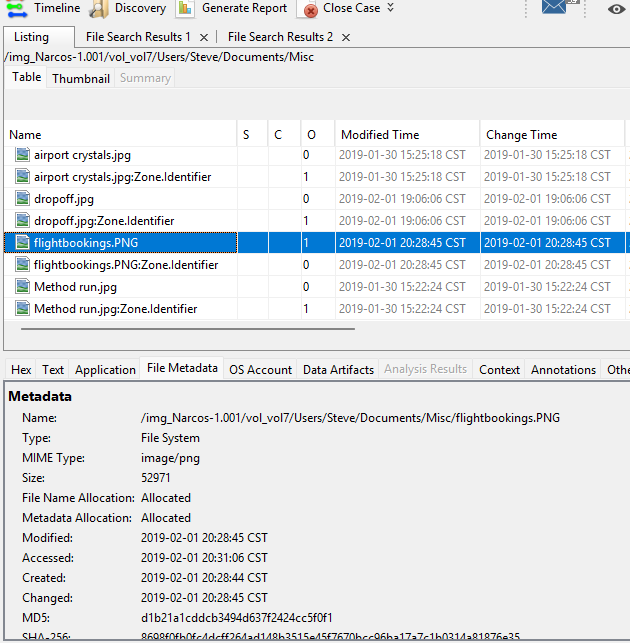 Timeline Discovery Generate Report Close Case
Listing File Search Results 1 × File Search Results 2 ×
/img_Narcos-1.001/vol_vol7/Users/Steve/Documents/Misc
Table Thumbnail Summary
Name S C O Modified Time Change Time
airport crystals.jpg 0 2019-01-30 15:25:18 CST 2019-01-30 15:25:18 CST
airport crystals.jpg:Zone.Identifier 1 2019-01-30 15:25:18 CST 2019-01-30 15:25:18 CST
dropoff.jpg 0 2019-02-01 19:06:06 CST 2019-02-01 19:06:06 CST
dropoff.jpg:Zone.Identifier 1 2019-02-01 19:06:06 CST 2019-02-01 19:06:06 CST
flightbookings.PNG 1 2019-02-01 20:28:45 CST 2019-02-01 20:28:45 CST
flightbookings.PNG:Zone.Identifier 0 2019-02-01 20:28:45 CST 2019-02-01 20:28:45 CST
Method run.jpg 0 2019-01-30 15:22:24 CST 2019-01-30 15:22:24 CST
Method run.jpg:Zone.Identifier 1 2019-01-30 15:22:24 CST 2019-01-30 15:22:24 CST
Hex Text Application File Metadata OS Account Data Artifacts Analysis Results Context Annotations Othe
Metadata
Name: /img_Narcos-1.001/vol_vol7/Users/Steve/Documents/Misc/flightbookings.PNG
Type: File System
MIME Type: image/png
Size: 52971
File Name Allocation: Allocated
Metadata Allocation: Allocated
Modified: 2019-02-01 20:28:45 CST
Accessed: 2019-02-01 20:31:06 CST
Created: 2019-02-01 20:28:44 CST
Changed: 2019-02-01 20:28:45 CST
MD5: d1b21a1cddcb3494d637f2424cc5f0f1
SHA-256: